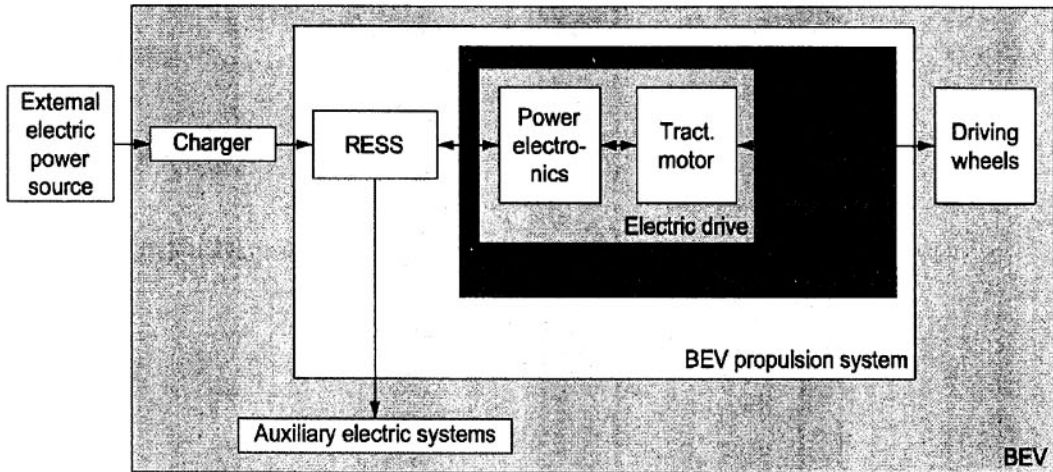 External
electric
power
source
Charger
RESS
Power
electro-
nics
Tract.
motor
Driving
wheels
Electric drive
BEV propulsion system
Auxiliary electric systems
BEV